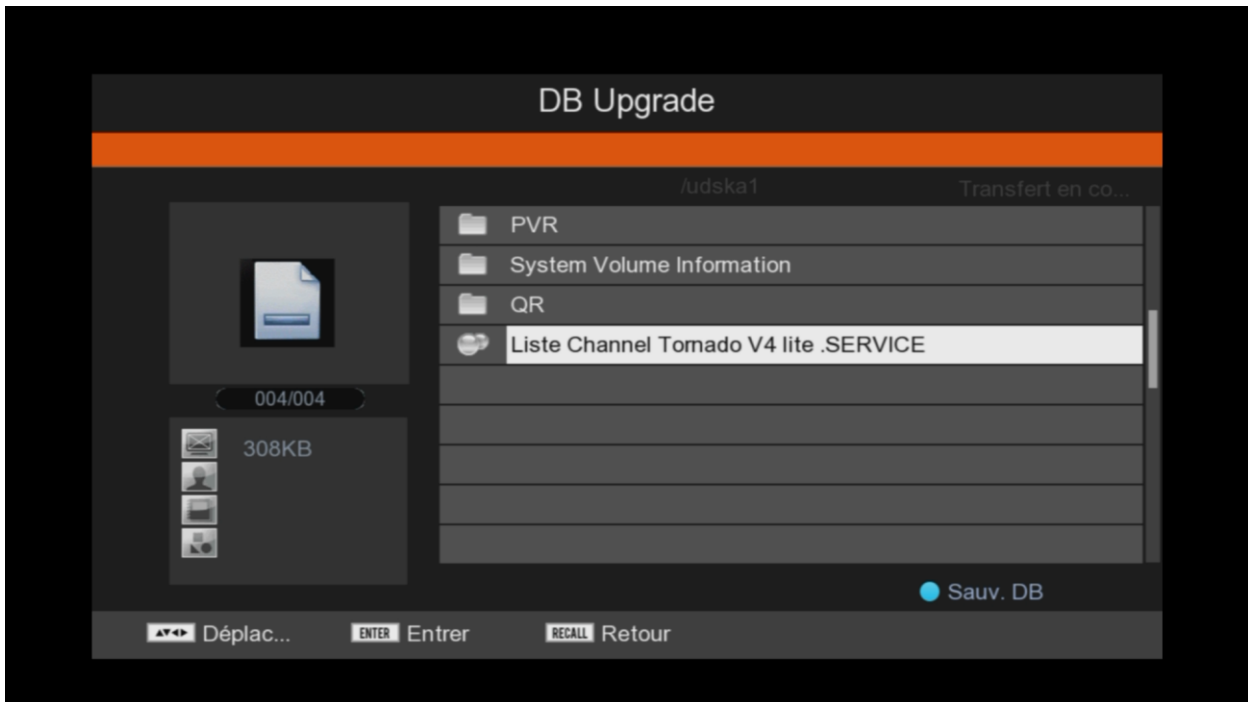 DB Upgrade
/udska1
Transfert en co...
PVR
System Volume Information
QR
Liste Channel Tornado V4 lite .SERVICE
004/004
308KB
Sauv. DB
Déplac...
ENTER Entrer
RECALL Retour